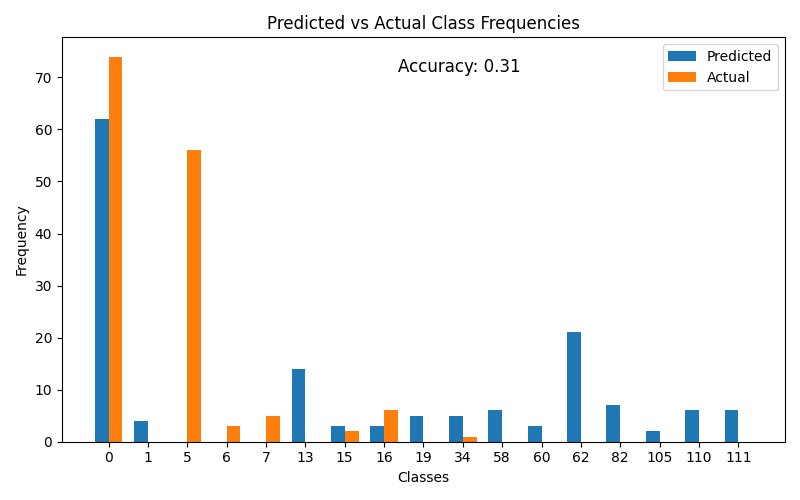 Predicted vs Actual Class Frequencies
Accuracy: 0.31
Predicted
Actual
Frequency
70
60
50
40
30
20
10
0
0 1 5 6 7 13 15 16 19 34 58 60 62 82 105 110 111
Classes